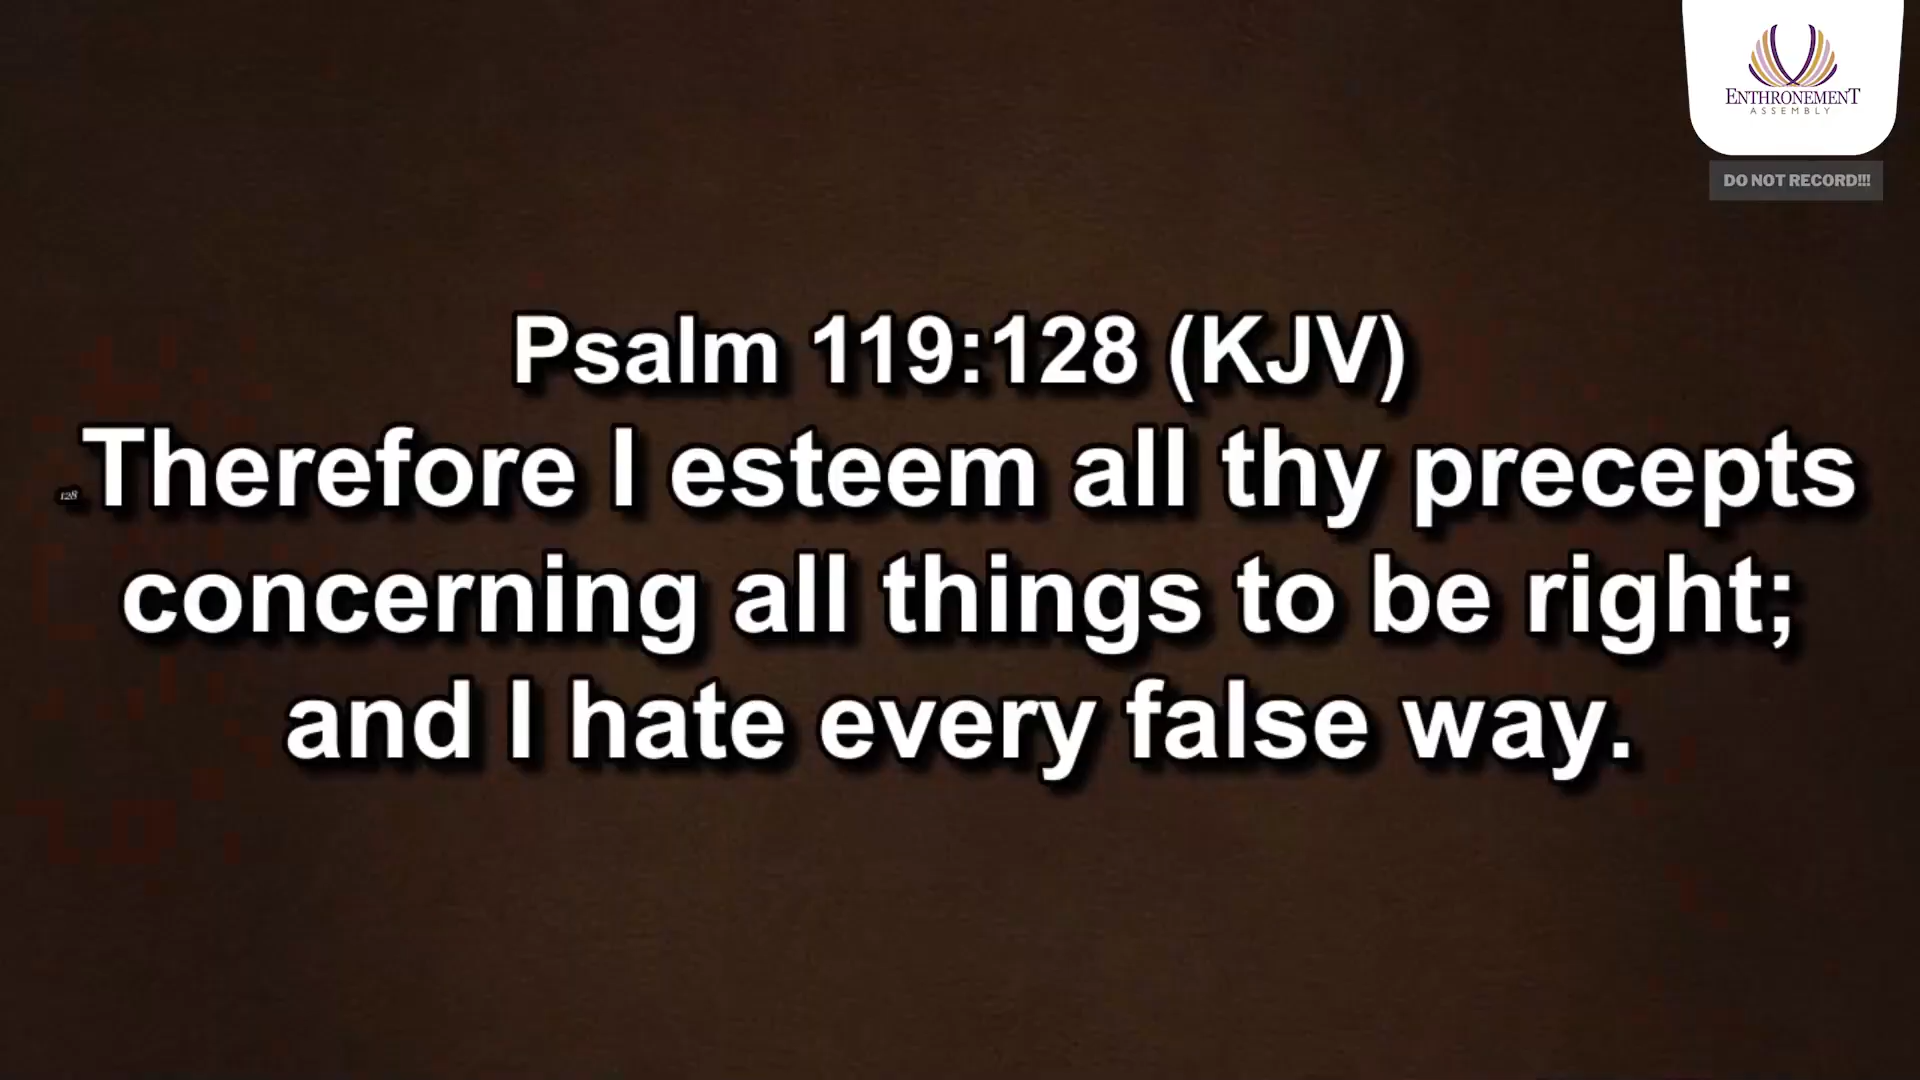 ENTHRONEMENT
ASSEMBLY
DO NOT RECORD!!!
Psalm 119:128 (KJV)
128 Therefore I esteem all thy precepts
concerning all things to be right;
and I hate every false way.